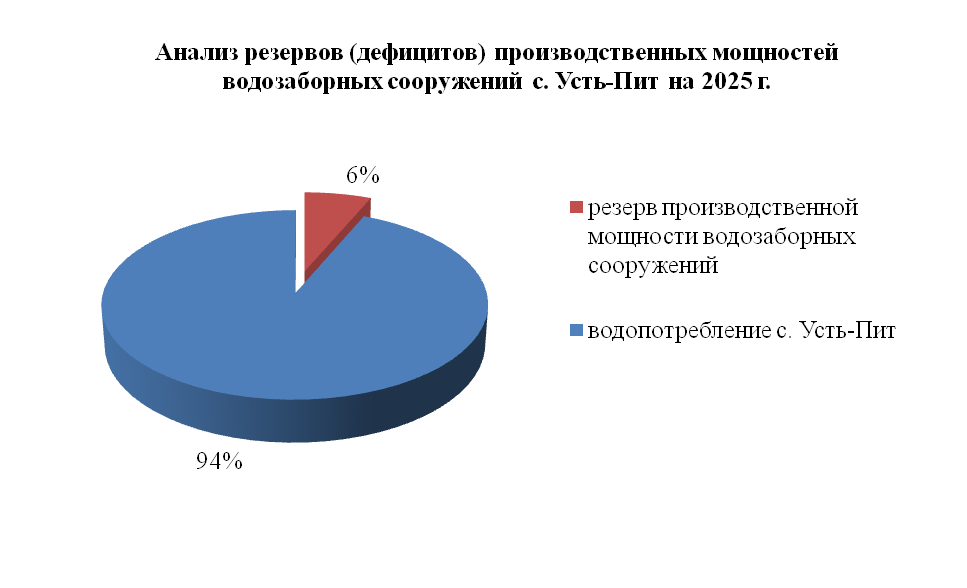 Анализ резервов (дефицитов) производственных мощностей
водозаборных сооружений с. Усть-Пит на 2025 г.
6%
резерв производственной
мощности водозаборных
сооружений
водопотребление с. Усть-Пит
94%